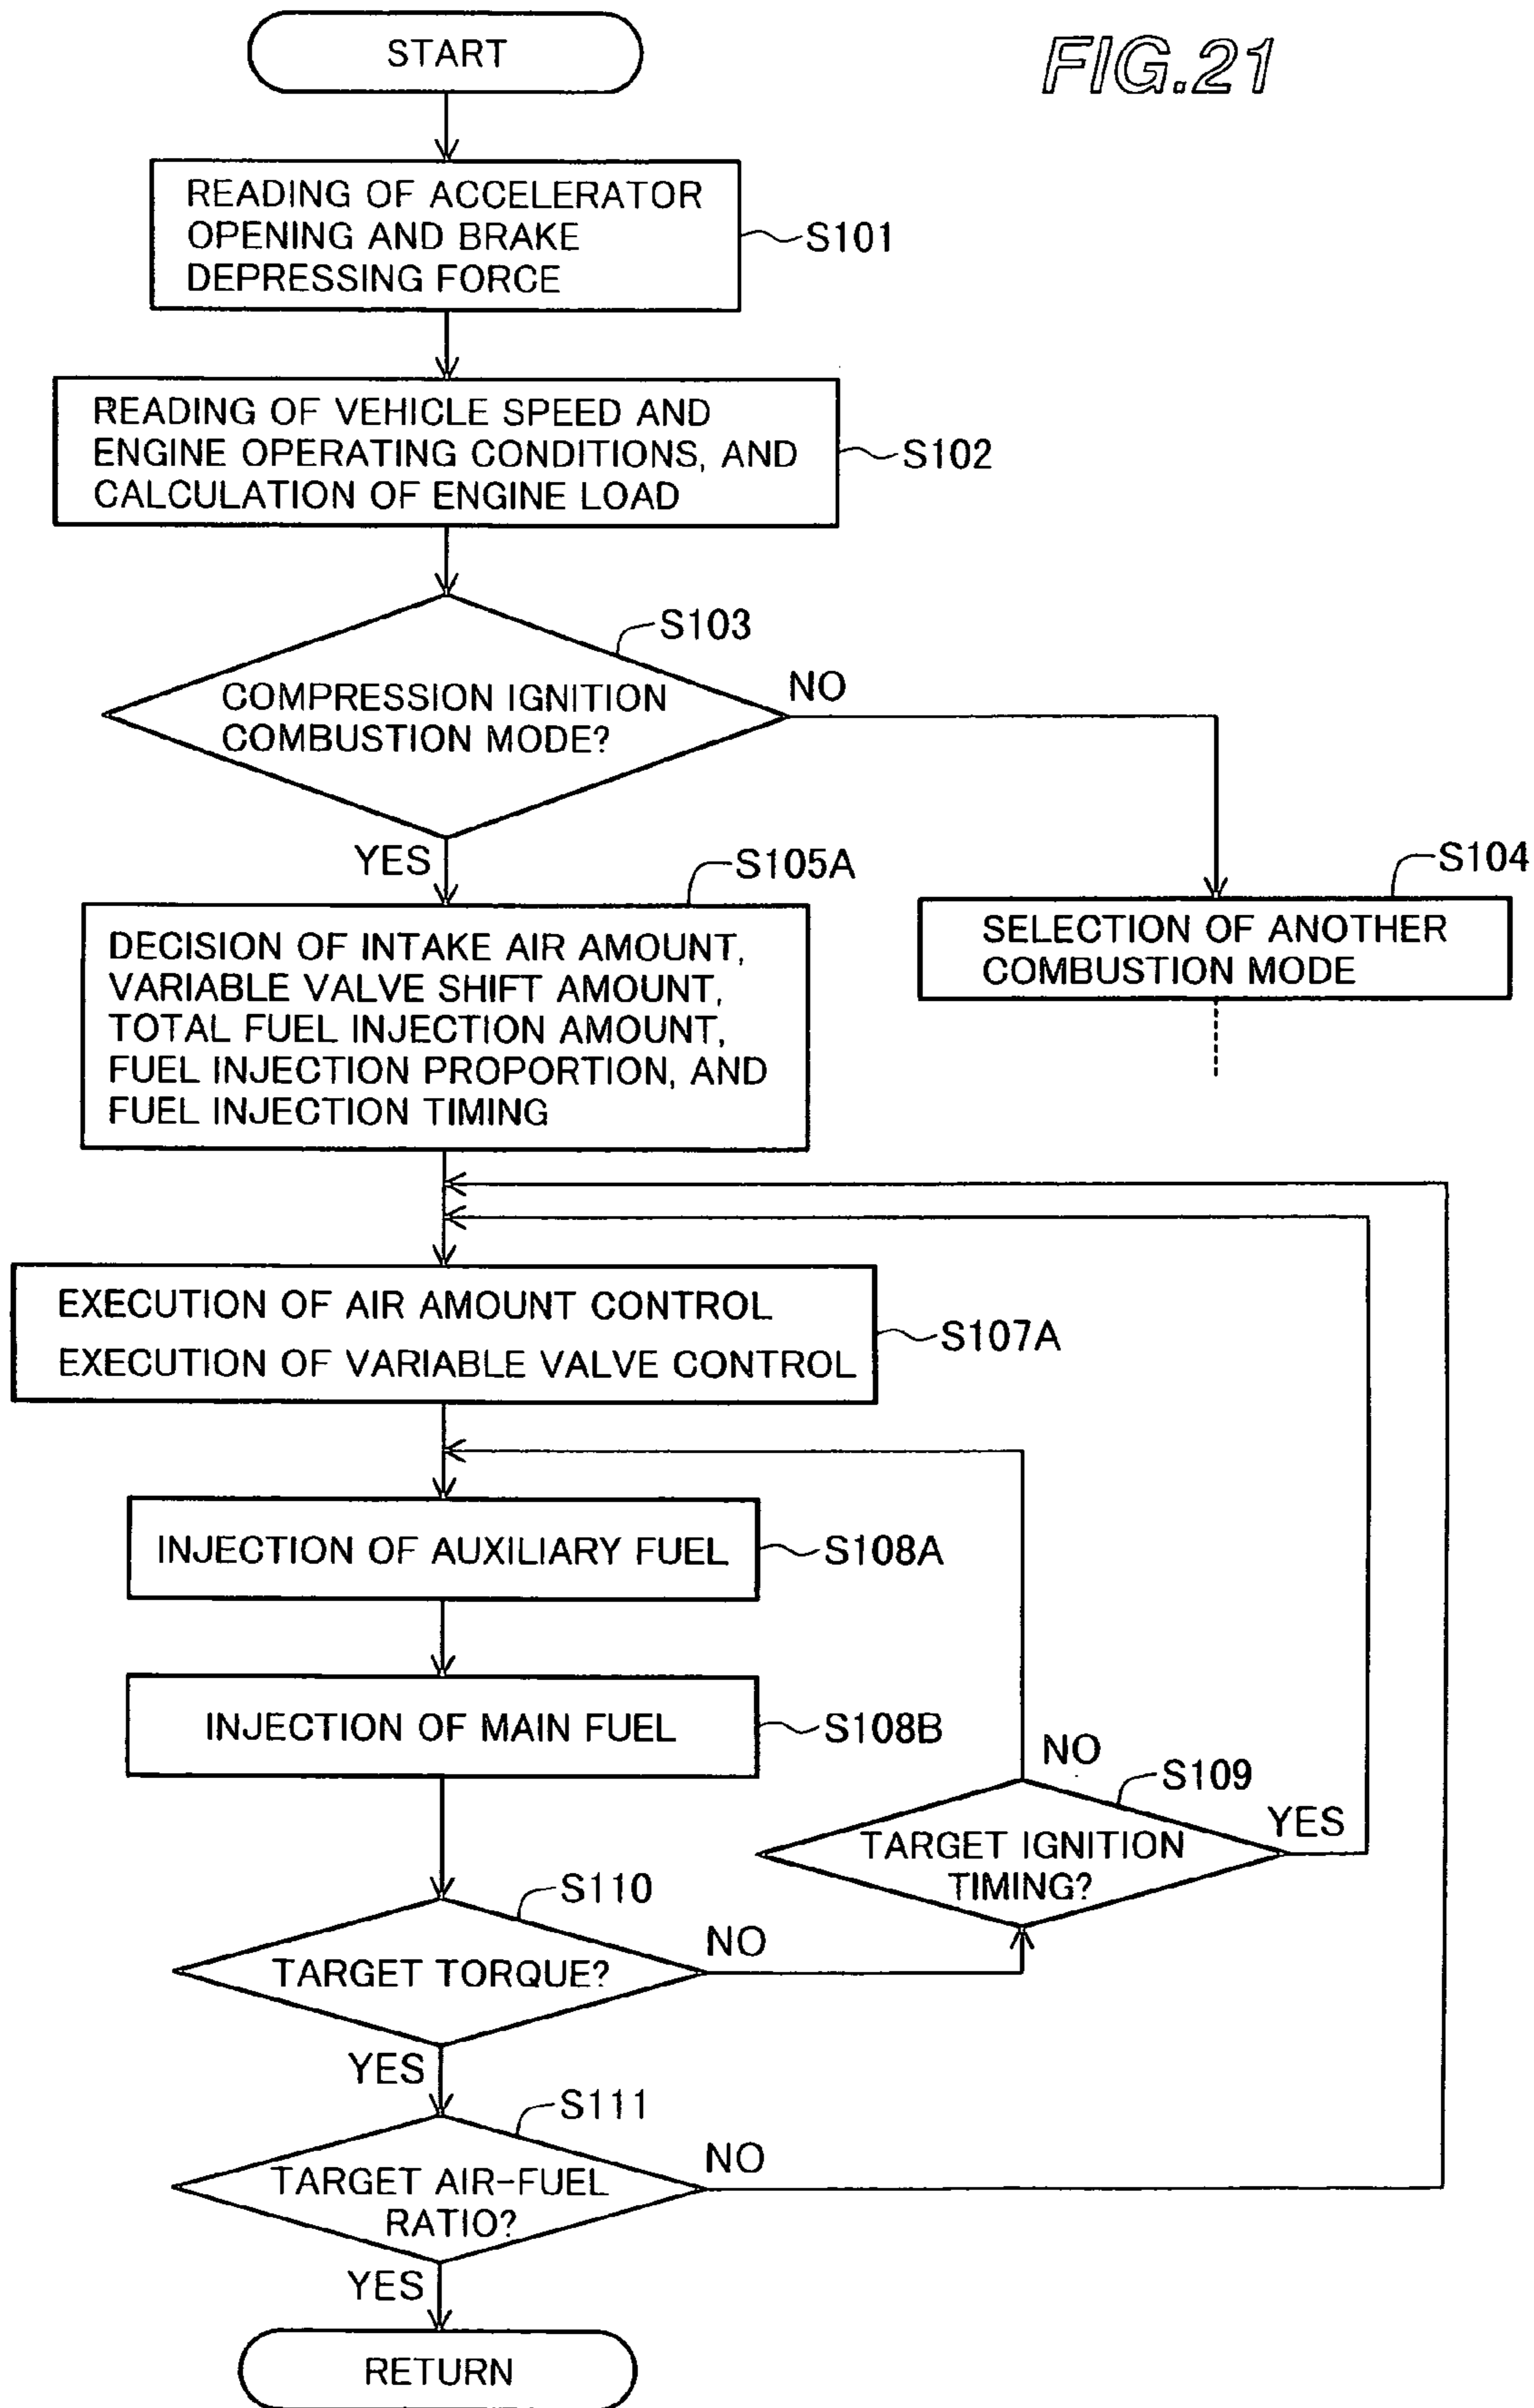 START
FIG.21
READING OF ACCELERATOR
OPENING AND BRAKE
DEPRESSING FORCE
S101
READING OF VEHICLE SPEED AND
ENGINE OPERATING CONDITIONS, AND
CALCULATION OF ENGINE LOAD
S102
S103
COMPRESSION IGNITION
COMBUSTION MODE?
NO
YES
S105A
S104
DECISION OF INTAKE AIR AMOUNT,
VARIABLE VALVE SHIFT AMOUNT,
TOTAL FUEL INJECTION AMOUNT,
FUEL INJECTION PROPORTION, AND
FUEL INJECTION TIMING
SELECTION OF ANOTHER
COMBUSTION MODE
EXECUTION OF AIR AMOUNT CONTROL
EXECUTION OF VARIABLE VALVE CONTROL
S107A
INJECTION OF AUXILIARY FUEL
S108A
INJECTION OF MAIN FUEL
S108B
NO
S109
YES
TARGET IGNITION
TIMING?
S110
TARGET TORQUE?
NO
YES
S111
TARGET AIR-FUEL
RATIO?
NO
YES
RETURN